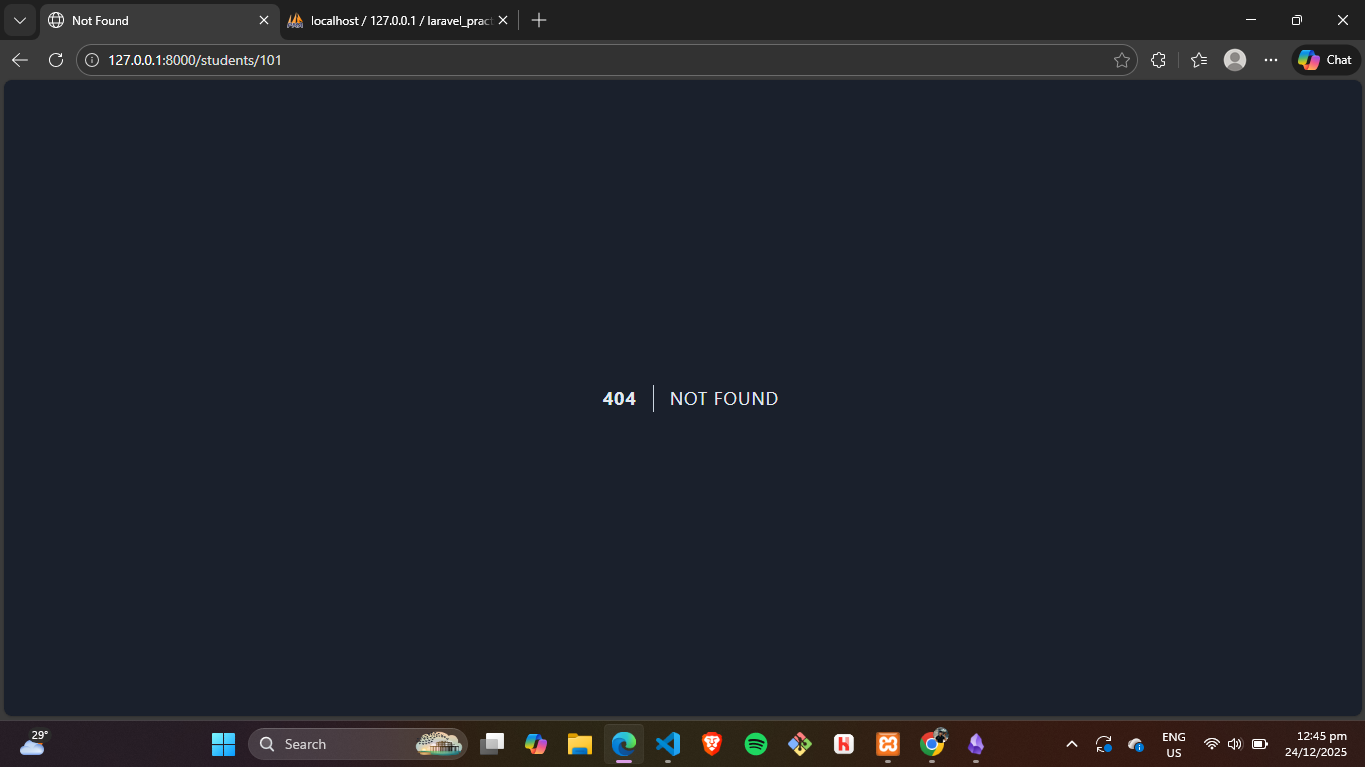 Not Found
localhost / 127.0.0.1 / laravel_pract
127.0.0.1:8000/students/101
Chat
404 NOT FOUND
29°
Search
ENG
US
12:45 pm
24/12/2025